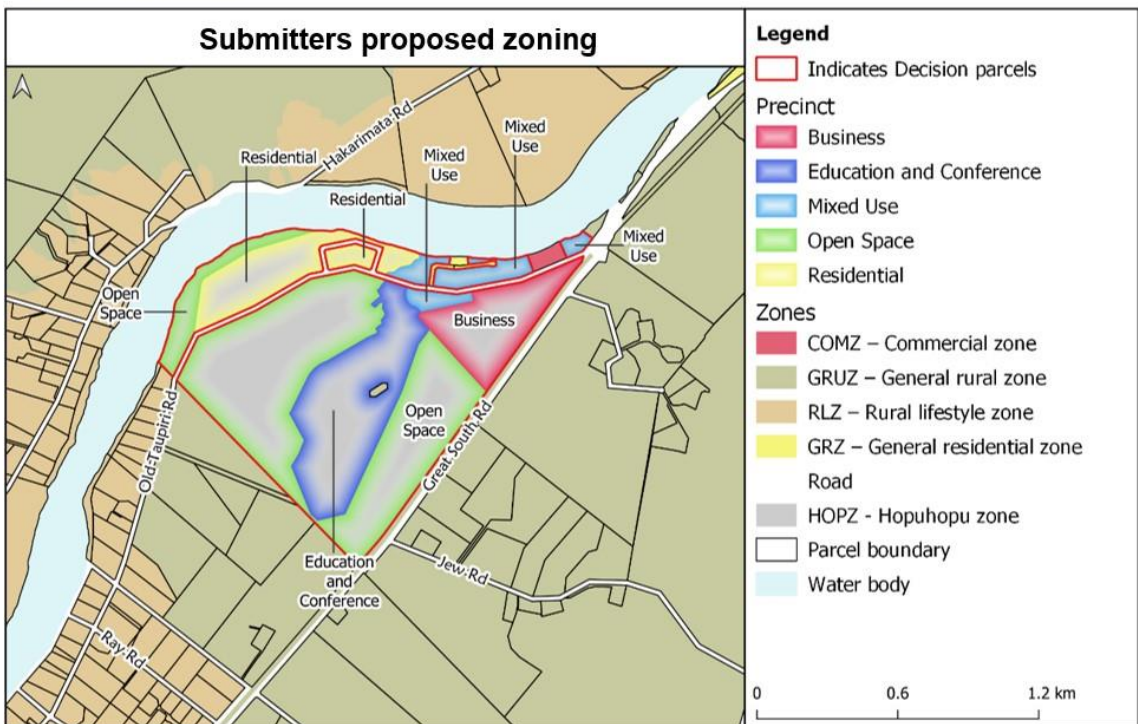 Submitters proposed zoning
Hakarimata Rd
Residential
Mixed
Use
Mixed
Use
Residential
Mixed
Use
Open
Space
Business
Open
Space
Old Taupiri Rd
Great South Rd
Education
and
Conference
Jew Rd
Ray Rd
Legend
Indicates Decision parcels
Precinct
Business
Education and Conference
Mixed Use
Open Space
Residential
Zones
COMZ – Commercial zone
GRUZ – General rural zone
RLZ – Rural lifestyle zone
GRZ – General residential zone
Road
HOPZ - Hopuhopu zone
Parcel boundary
Water body
0 0.6 1.2 km